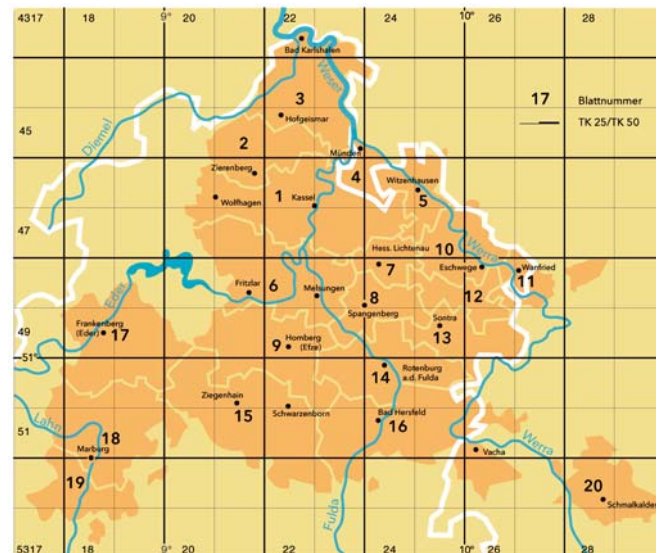 4317 18 9° 20 22 24 10° 26 28
Bad Karlshafen
Weser
3
17 Blattnummer
Hofgeismar
TK 25/TK 50
Diemel
45
2
Münden
Zierenberg
4
Witzenhausen
1 Kassel
5
Wolfhagen
47
Werra
Hess. Lichtenau 10
7
Eschwege
Wanfried
11
6
Fritzlar
Melsungen
8
12
Eder
Spangenberg
Sontra
Frankenberg
(Eder) 17
49
9 Homberg
(Efze)
13
51°
14
Rotenburg
a.d. Fulda
Ziegenhain
15
Schwarzenborn
Bad Hersfeld
16
Lahn
51
18
Marburg
Vacha
Werra
19
20
Schmalkalden
Fulda
5317 18 20 22 24 10° 26 28